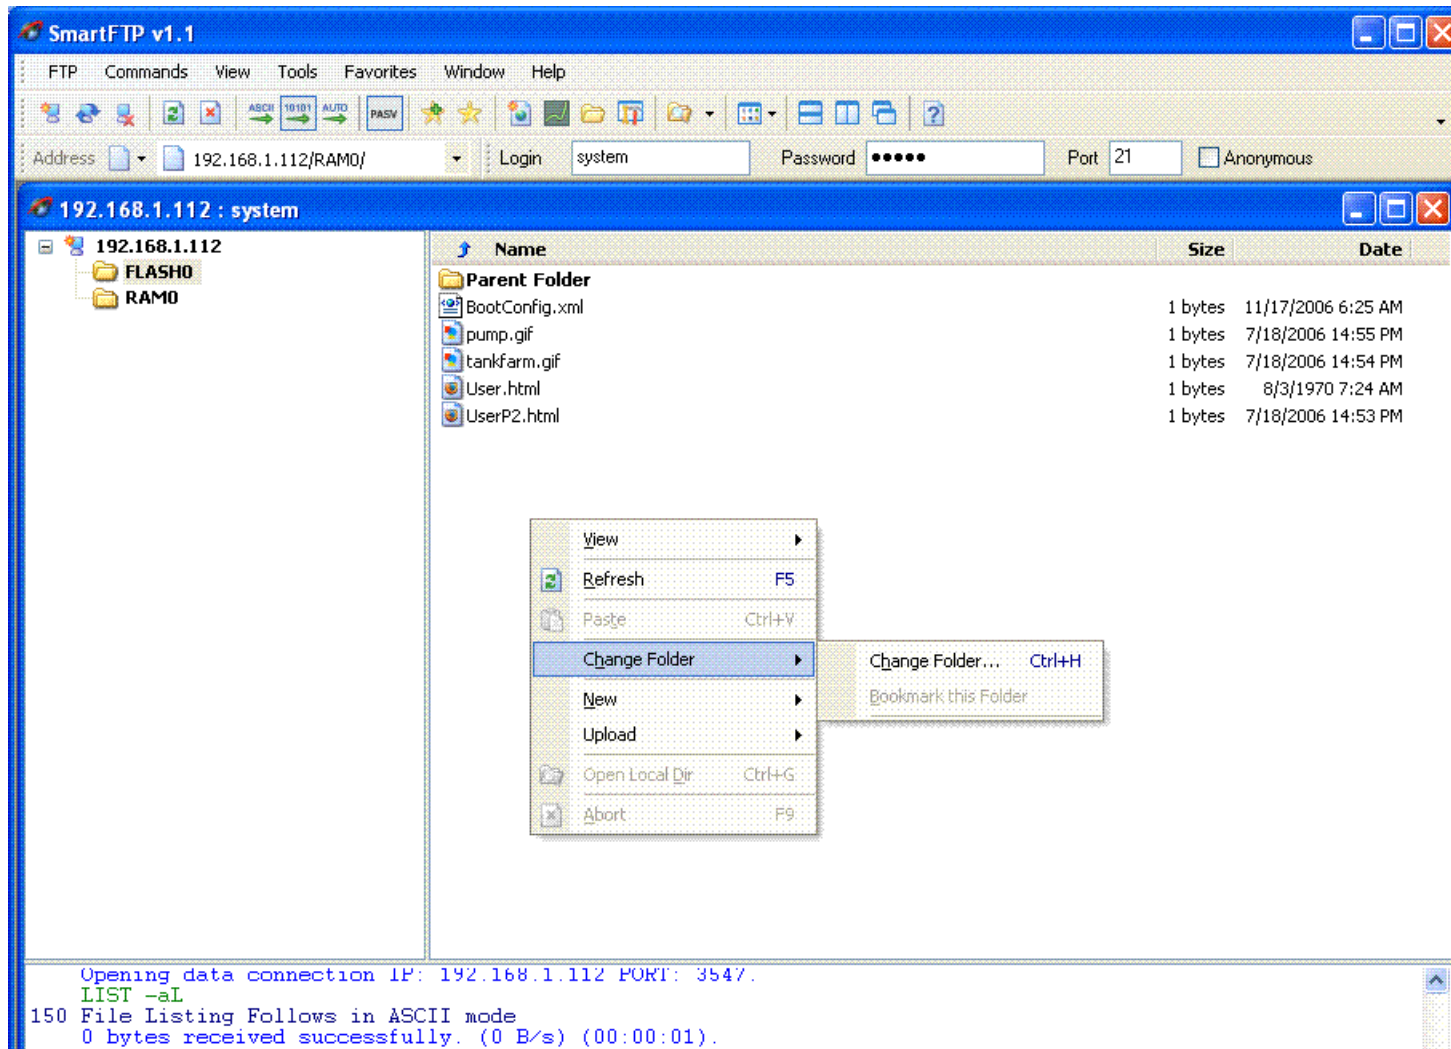 SmartFTP v1.1
FTP Commands View Tools Favorites Window Help
ASCII 10101 AUTO PASV
Address 192.168.1.112/RAM0/ Login system Password ●●●●● Port 21 Anonymous
192.168.1.112 : system
192.168.1.112
FLASH0
RAM0
Name Size Date
Parent Folder
BootConfig.xml 1 bytes 11/17/2006 6:25 AM
pump.gif 1 bytes 7/18/2006 14:55 PM
tankfarm.gif 1 bytes 7/18/2006 14:54 PM
User.html 1 bytes 8/3/1970 7:24 AM
UserP2.html 1 bytes 7/18/2006 14:53 PM
View
Refresh F5
Paste Ctrl+V
Change Folder
Change Folder... Ctrl+H
New
Bookmark this Folder
Upload
Open Local Dir Ctrl+G
Abort F9
Opening data connection IP: 192.168.1.112 PORT: 3547.
LIST -aL
150 File Listing Follows in ASCII mode
0 bytes received successfully. (0 B/s) (00:00:01).